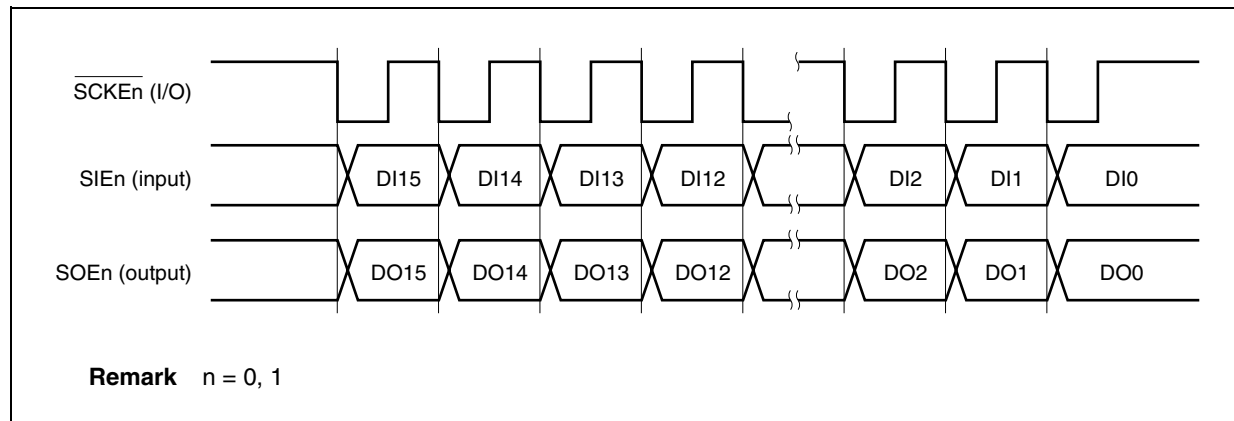 SCKEn (I/O)
SIEn (input)
DI15 DI14 DI13 DI12 DI2 DI1 DI0
SOEn (output)
DO15 DO14 DO13 DO12 DO2 DO1 DO0
Remark n = 0, 1